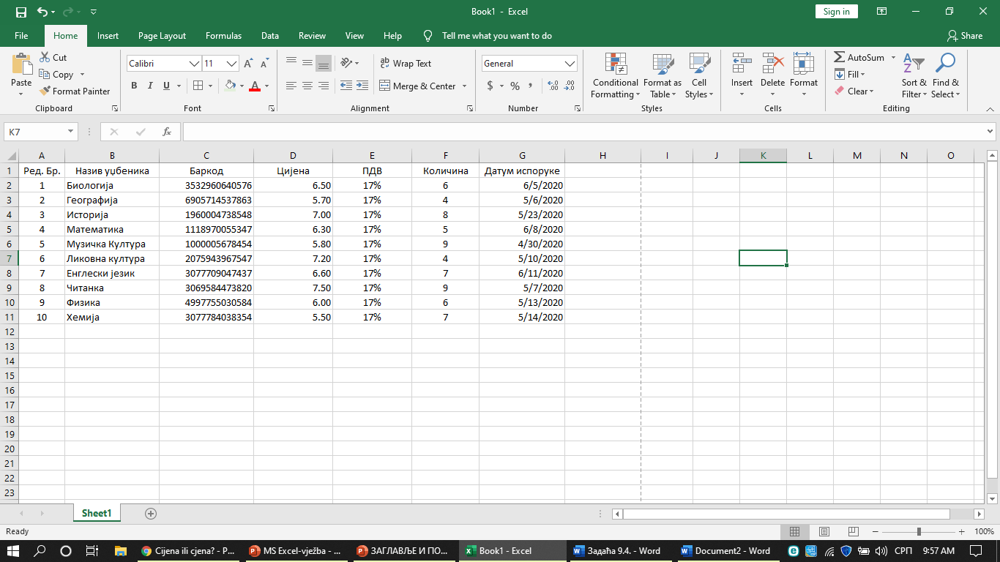 Book1 - Excel
Sign in
File Home Insert Page Layout Formulas Data Review View Help Tell me what you want to do Share
Paste Cut Copy Format Painter Clipboard
Calibri 11 A A B I U A Font
ab Wrap Text Merge & Center Alignment
General $ % , .00 .0 Number
Conditional Formatting Format as Table Cell Styles Styles
Insert Delete Format Cells
AutoSum Fill Clear Sort & Filter Find & Select Editing
K7 fx
A B C D E F G H I J K L M N O
1 Ред. Бр. Назив уџбеника Баркод Цијена ПДВ Количина Датум испоруке
2 1 Биологија 3532960640576 6.50 17% 6 6/5/2020
3 2 Географија 6905714537863 5.70 17% 4 5/6/2020
4 3 Историја 1960004738548 7.00 17% 8 5/23/2020
5 4 Математика 1118970055347 6.30 17% 5 6/8/2020
6 5 Музичка Култура 1000005678454 5.80 17% 9 4/30/2020
7 6 Ликовна култура 2075943967547 7.20 17% 4 5/10/2020
8 7 Енглески језик 3077709047437 6.60 17% 7 6/11/2020
9 8 Читанка 3069584473820 7.50 17% 9 5/7/2020
10 9 Физика 4997755030584 6.00 17% 6 5/13/2020
11 10 Хемија 3077784038354 5.50 17% 7 5/14/2020
12
13
14
15
16
17
18
19
20
21
22
23
Sheet1
Ready 100%
Cijena ili cjena? - P... MS Excel-vježba - ... ЗАГЛАВЉЕ И ПО... Book1 - Excel Задаћа 9.4. - Word Document2 - Word СРП 9:57 AM